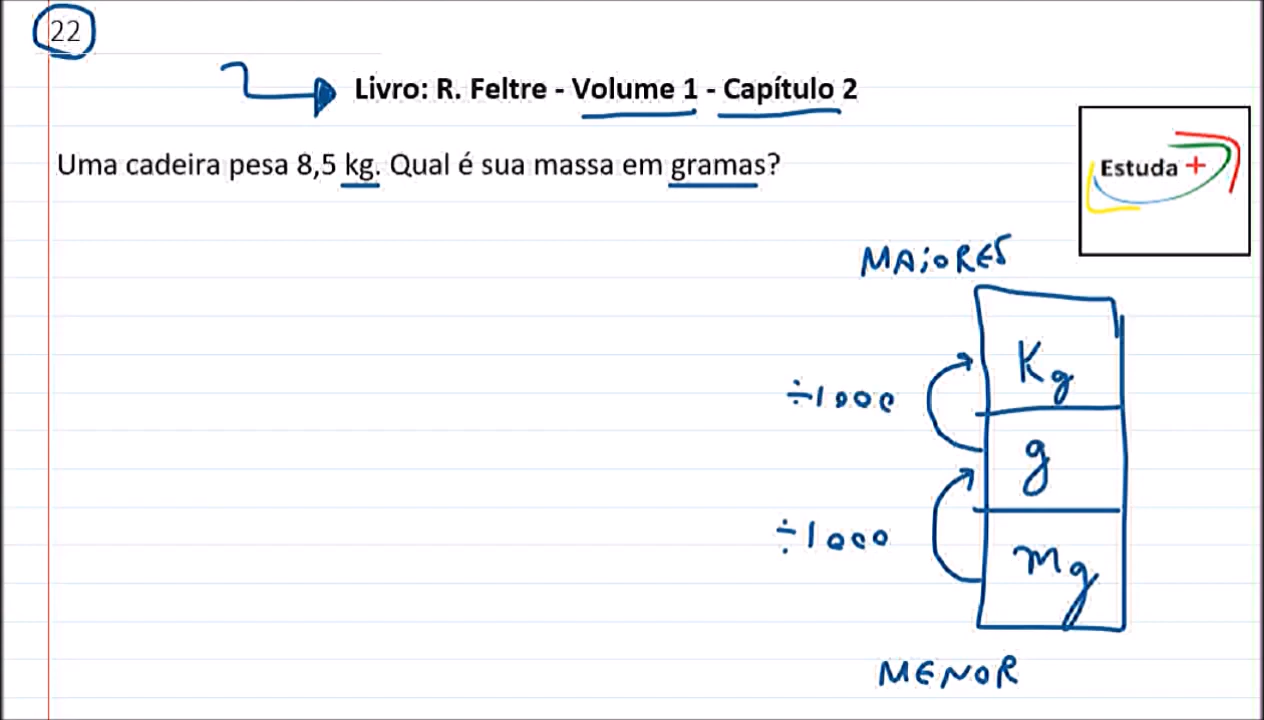 22
Livro: R. Feltre - Volume 1 - Capítulo 2
Uma cadeira pesa 8,5 kg. Qual é sua massa em gramas?
Estuda +
MAiORES
Kg
÷1000
g
÷1000
mg
MENOR